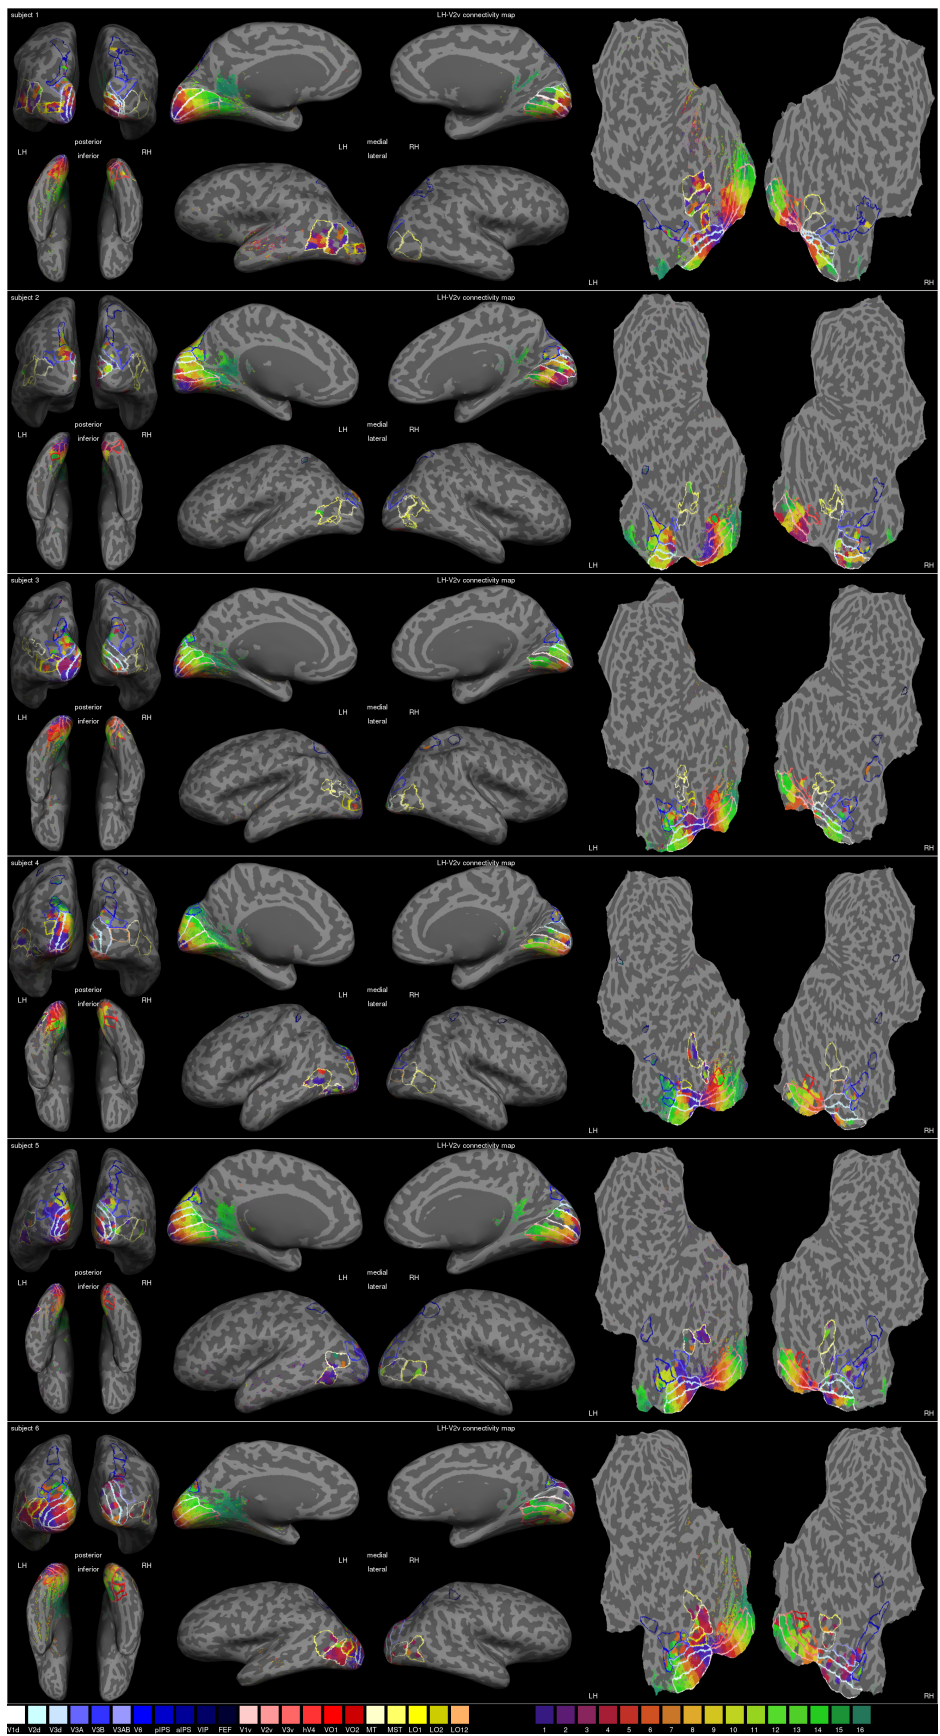 subject 1
LH-V2v connectivity map
posterior
medial
LH RH
LH RH
inferior
lateral
LH RH
subject 2
LH-V2v connectivity map
posterior
medial
LH RH
LH RH
inferior
lateral
LH RH
subject 3
LH-V2v connectivity map
posterior
medial
LH RH
LH RH
inferior
lateral
LH RH
subject 4
LH-V2v connectivity map
posterior
medial
LH RH
LH RH
inferior
lateral
LH RH
subject 5
LH-V2v connectivity map
posterior
medial
LH RH
LH RH
inferior
lateral
LH RH
subject 6
LH-V2v connectivity map
posterior
medial
LH RH
LH RH
inferior
lateral
LH RH
V1d V2d V3d V3A V3B V3AB V6 pIPS aIPS VIP FEF V1v V2v V3v hV4 VO1 VO2 MT MST LO1 LO2 LO12 1 2 3 4 5 6 7 8 9 10 11 12 13 14 15 16